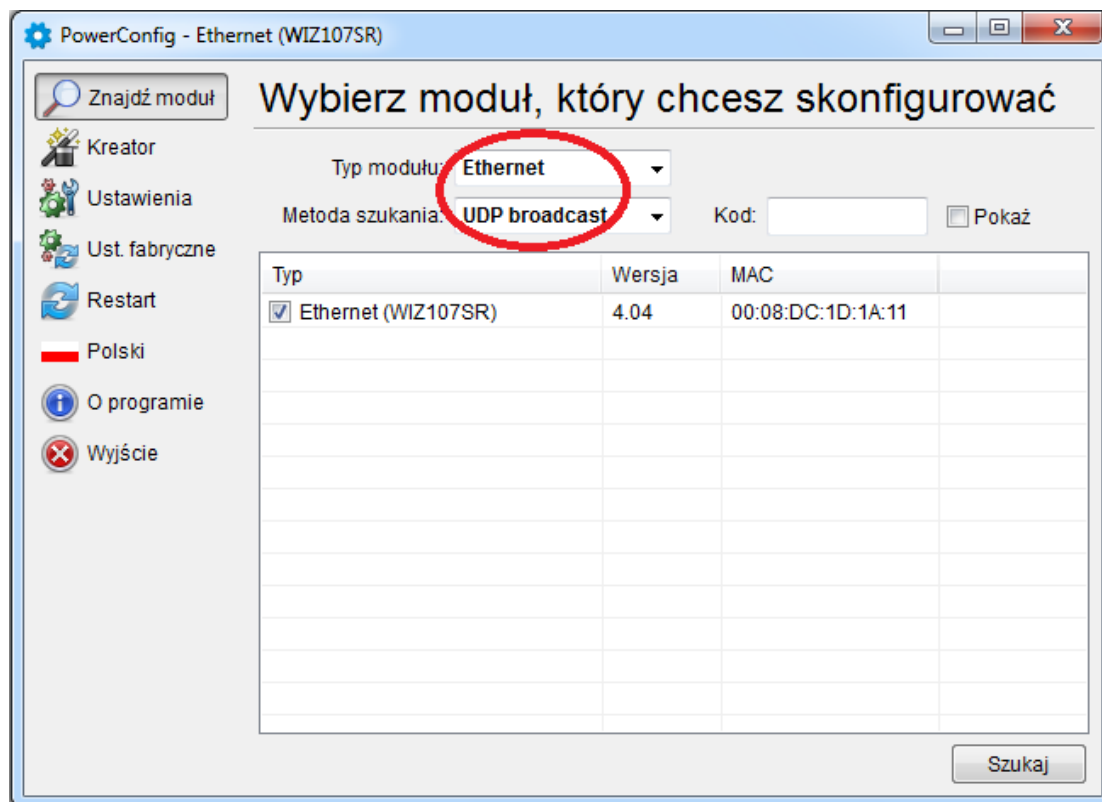 PowerConfig - Ethernet (WIZ107SR)
Znajdź moduł
Kreator
Ustawienia
Ust. fabryczne
Restart
Polski
O programie
Wyjście
Wybierz moduł, który chcesz skonfigurować
Typ modułu: Ethernet
Metoda szukania: UDP broadcast Kod: Pokaż
Typ Wersja MAC
Ethernet (WIZ107SR) 4.04 00:08:DC:1D:1A:11
Szukaj